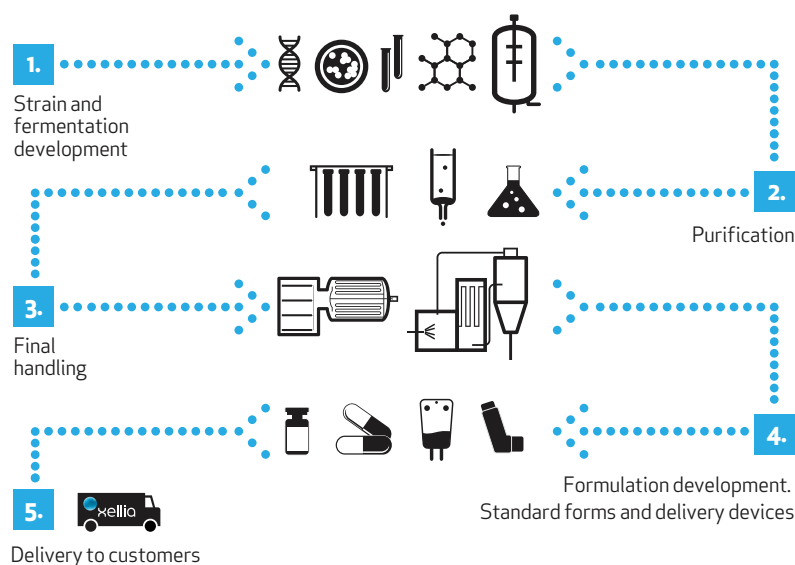 1.
Strain and
fermentation
development
2.
Purification
3.
Final
handling
4.
Formulation development.
Standard forms and delivery devices
5.
xellia
Delivery to customers